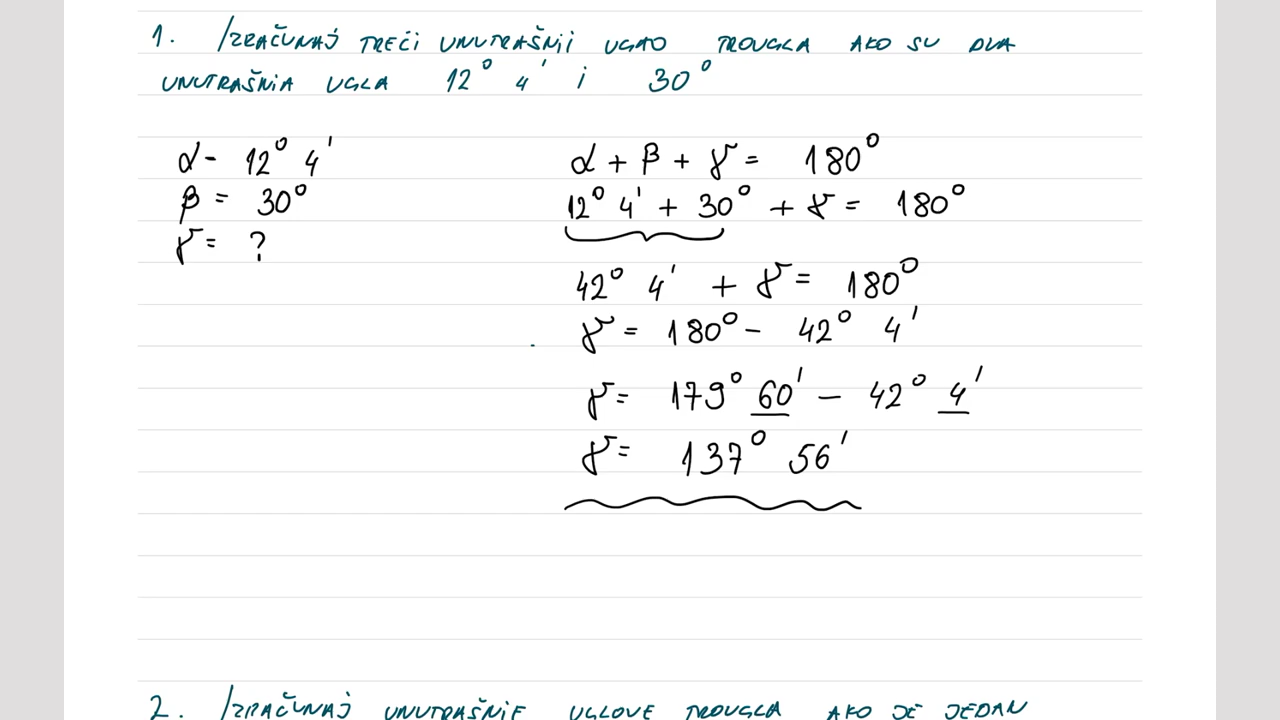 1. IZRAČUNAJ TREĆI UNUTRAŠNJI UGAO TROUGLA AKO SU DVA
UNUTRAŠNJA UGLA 12° 4' i 30°
α - 12° 4'
β = 30°
γ = ?
α + β + γ = 180°
12° 4' + 30° + γ = 180°
42° 4' + γ = 180°
γ = 180° - 42° 4'
γ = 179° 60' - 42° 4'
γ = 137° 56'
2. IZRAČUNAJ UNUTRAŠNJE UGLOVE TROUGLA AKO JE JEDAN